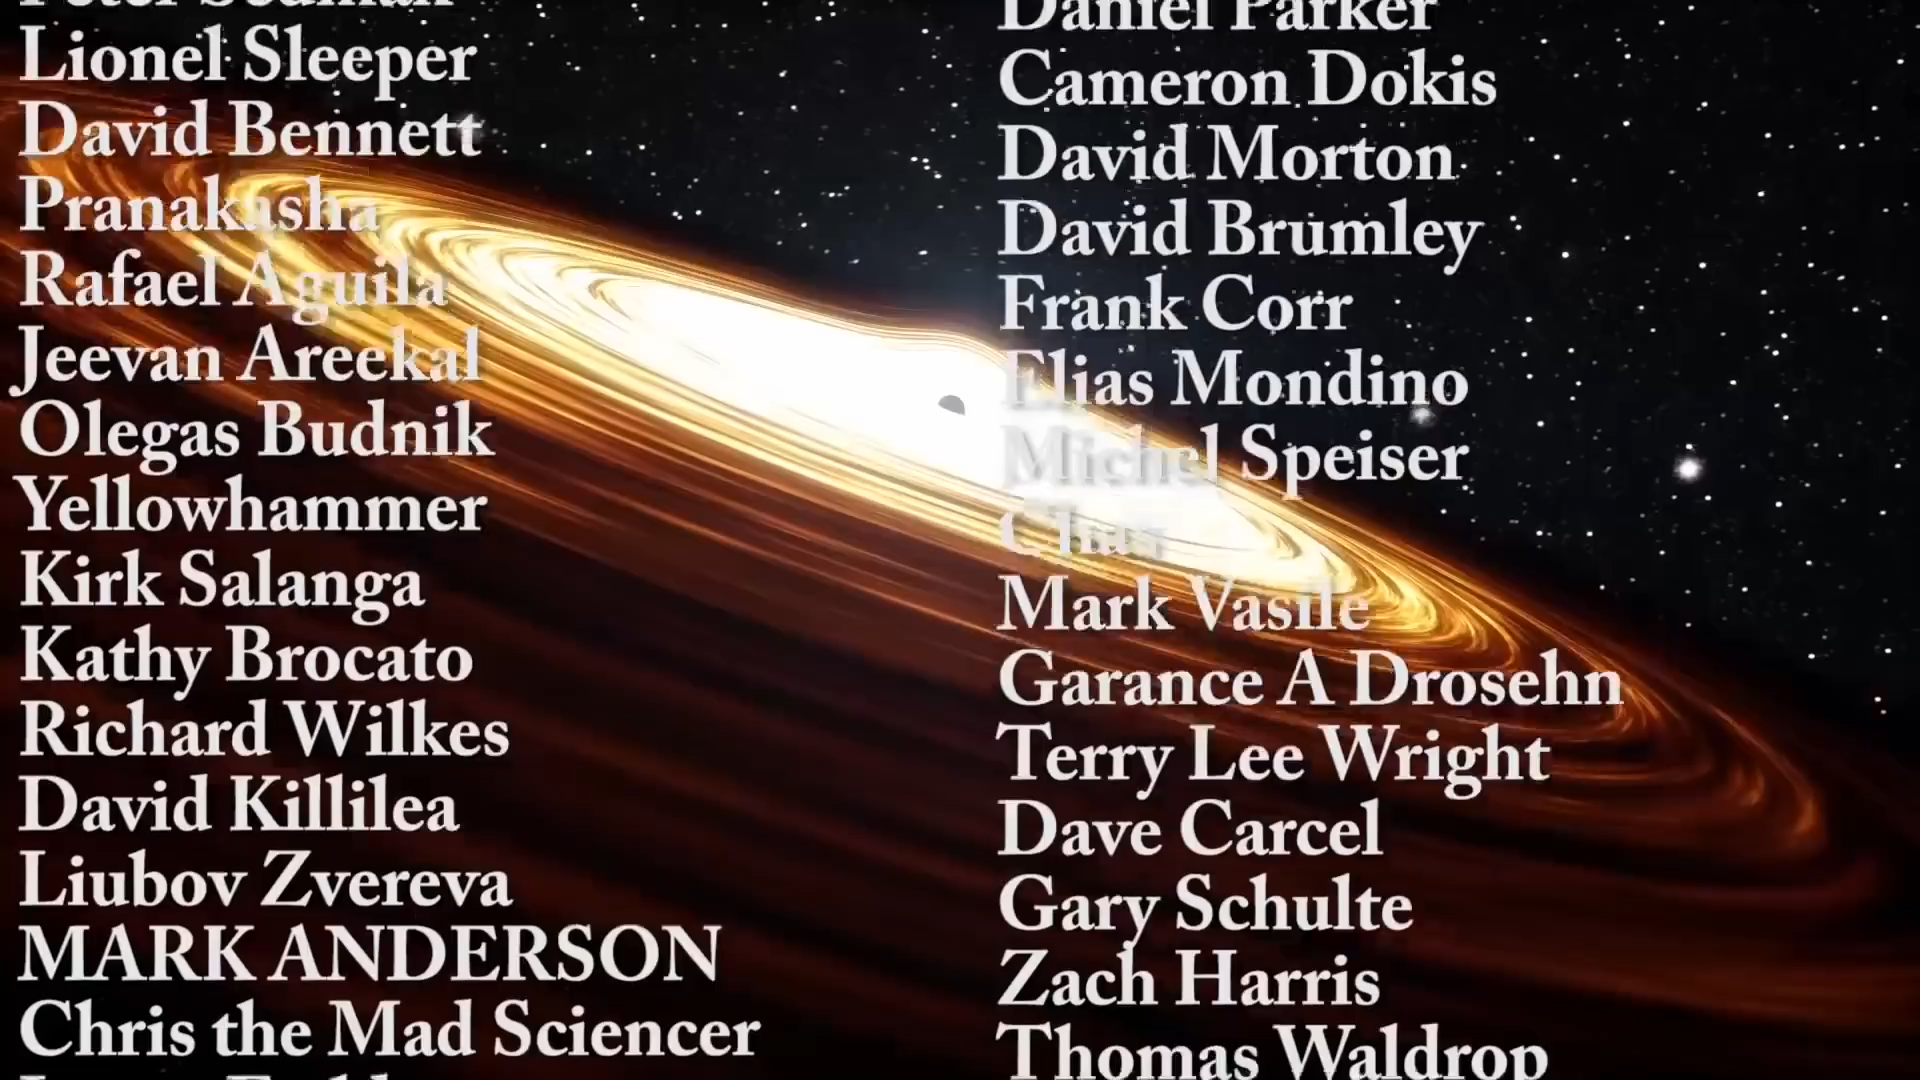 Lionel Sleeper
David Bennett
Pranakasha
Rafael Aguila
Jeevan Areekal
Olegas Budnik
Yellowhammer
Kirk Salanga
Kathy Brocato
Richard Wilkes
David Killilea
Liubov Zvereva
MARK ANDERSON
Chris the Mad Sciencer
Daniel Parker
Cameron Dokis
David Morton
David Brumley
Frank Corr
Elias Mondino
Michel Speiser
Mark Vasile
Garance A Drosehn
Terry Lee Wright
Dave Carcel
Gary Schulte
Zach Harris
Thomas Waldrop